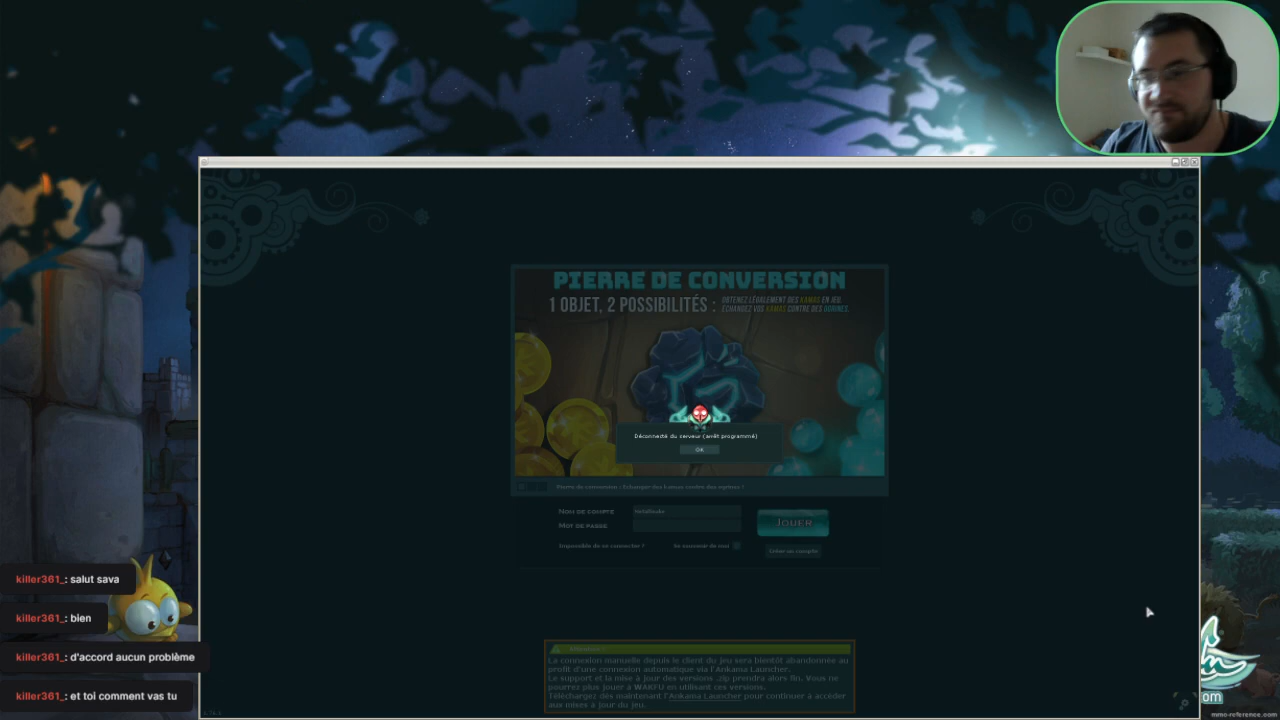 PIERRE DE CONVERSION
1 OBJET, 2 POSSIBILITÉS :
OBTENEZ LÉGALEMENT DES KAMAS EN JEU.
ÉCHANGEZ VOS KAMAS CONTRE DES OGRINES.
Déconnecté du serveur (arrêt programmé)
OK
Pierre de conversion : Echangez des kamas contre des ogrines !
NOM DE COMPTE
MOT DE PASSE
JOUER
Impossible de se connecter ?
Se souvenir de moi
Créer un compte
killer361_: salut sava
killer361_: bien
killer361_: d'accord aucun problème
killer361_: et toi comment vas tu
La connexion manuelle depuis le client du jeu sera bientôt abandonnée au
profit d'une connexion automatique via l'Ankama Launcher.
Le support et la mise à jour des versions .zip prendra alors fin. Vous ne
pourrez plus jouer à WAKFU en utilisant ces versions.
Téléchargez dès maintenant l'Ankama Launcher pour continuer à accéder
aux mises à jour du jeu.
om
mmo-reference.com